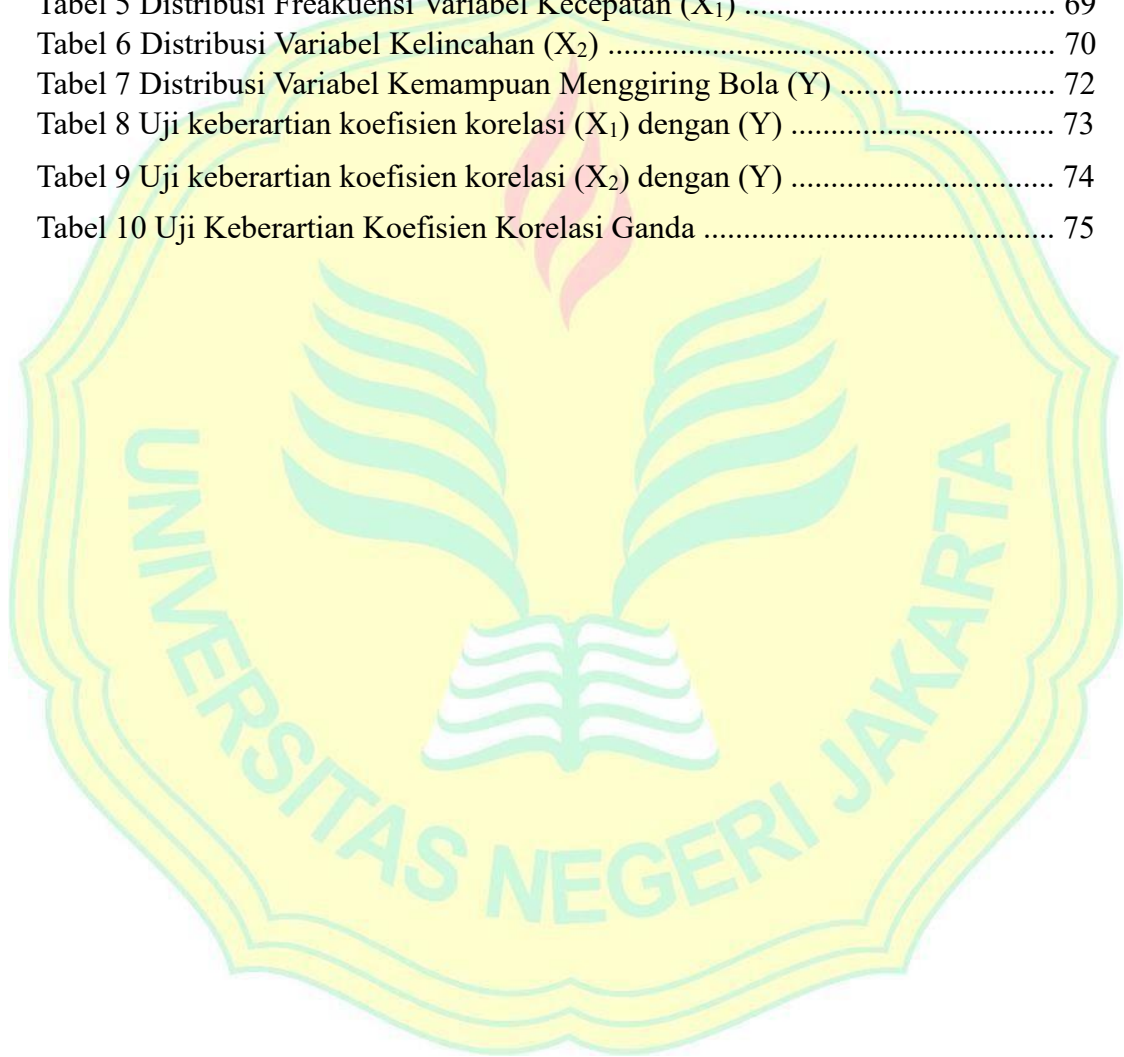 Tabel 5 Distribusi Freakuensi Variabel Kecepatan (X₁) ....................................... 69
Tabel 6 Distribusi Variabel Kelincahan (X₂) ........................................................ 70
Tabel 7 Distribusi Variabel Kemampuan Menggiring Bola (Y) ........................... 72
Tabel 8 Uji keberartian koefisien korelasi (X₁) dengan (Y) ................................. 73
Tabel 9 Uji keberartian koefisien korelasi (X₂) dengan (Y) ................................. 74
Tabel 10 Uji Keberartian Koefisien Korelasi Ganda ............................................ 75
UNIVERSITAS NEGERI JAKARTA